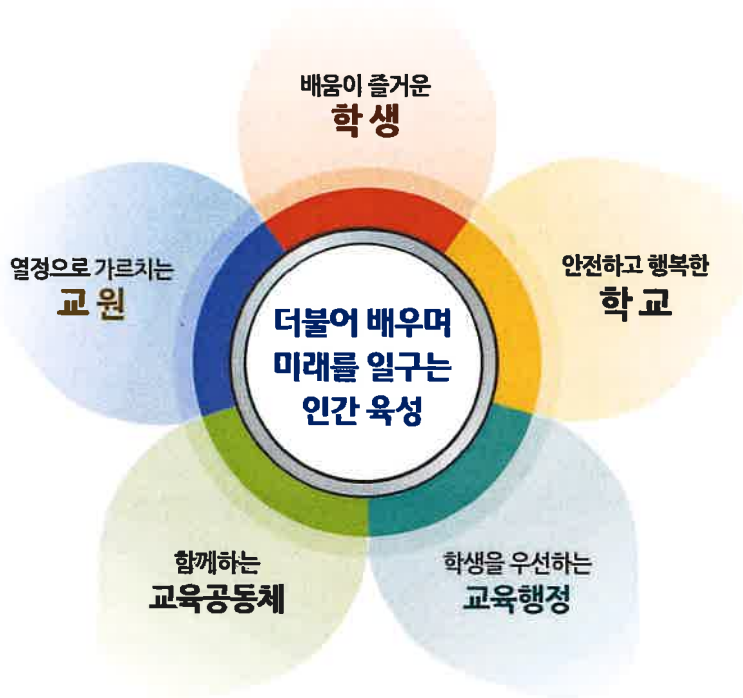 배움이 즐거운
학생
열정으로 가르치는
교원
안전하고 행복한
학교
더불어 배우며
미래를 일구는
인간 육성
함께하는
교육공동체
학생을 우선하는
교육행정